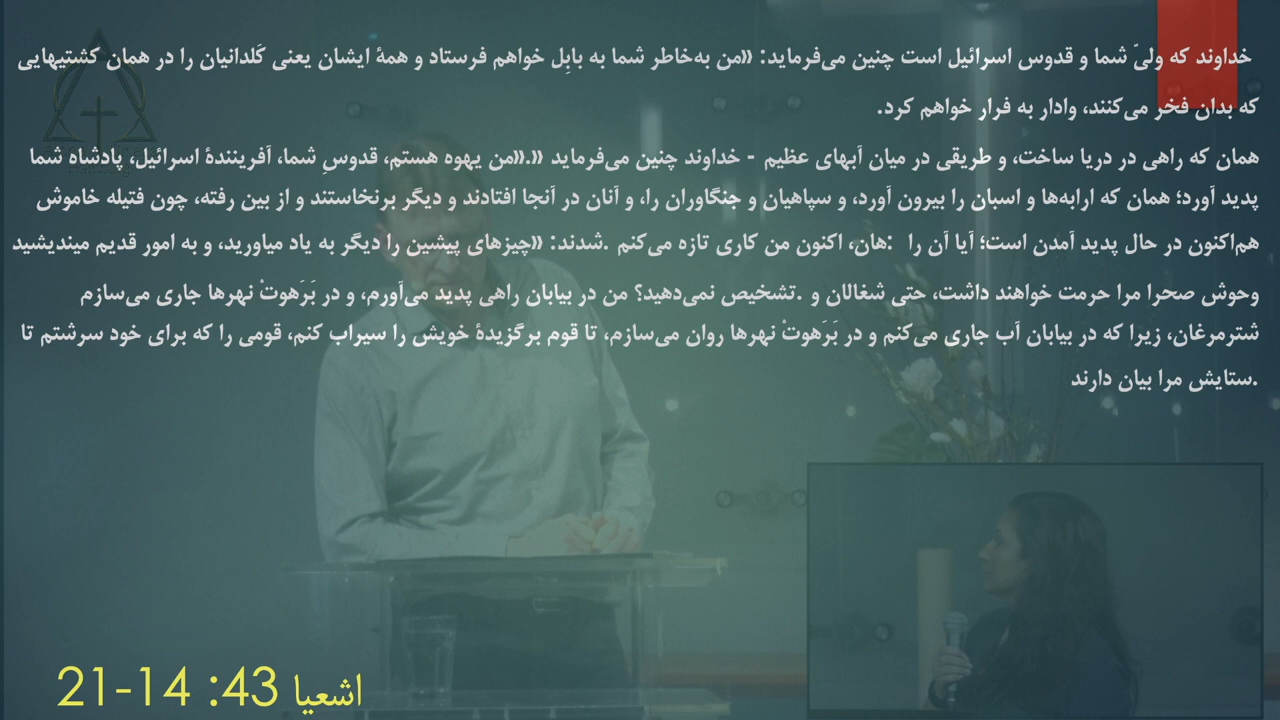 خداوند که ولیّ شما و قدوس اسرائیل است چنین می‌فرماید: «من به‌خاطر شما به بابِل خواهم فرستاد و همۀ ایشان یعنی کَلدانیان را در همان کشتیهایی
که بدان فخر می‌کنند، وادار به فرار خواهم کرد.
همان که راهی در دریا ساخت، و طریقی در میان آبهای عظیم - خداوند چنین می‌فرماید «.«من یهوه هستم، قدوسِ شما، آفرینندۀ اسرائیل، پادشاه شما
پدید آورد؛ همان که ارابه‌ها و اسبان را بیرون آورد، و سپاهیان و جنگاوران را، و آنان در آنجا افتادند و دیگر برنخاستند و از بین رفته، چون فتیله خاموش
هم‌اکنون در حال پدید آمدن است؛ آیا آن را :هان، اکنون من کاری تازه می‌کنم .شدند: «چیزهای پیشین را دیگر به یاد میاورید، و به امور قدیم میندیشید
وحوش صحرا مرا حرمت خواهند داشت، حتی شغالان و .تشخیص نمی‌دهید؟ من در بیابان راهی پدید می‌آورم، و در بَرَهوتْ نهرها جاری می‌سازم
شترمرغان، زیرا که در بیابان آب جاری می‌کنم و در بَرَهوتْ نهرها روان می‌سازم، تا قوم برگزیدۀ خویش را سیراب کنم، قومی را که برای خود سرشتم تا
.ستایش مرا بیان دارند
اشعیا 43: 14-21